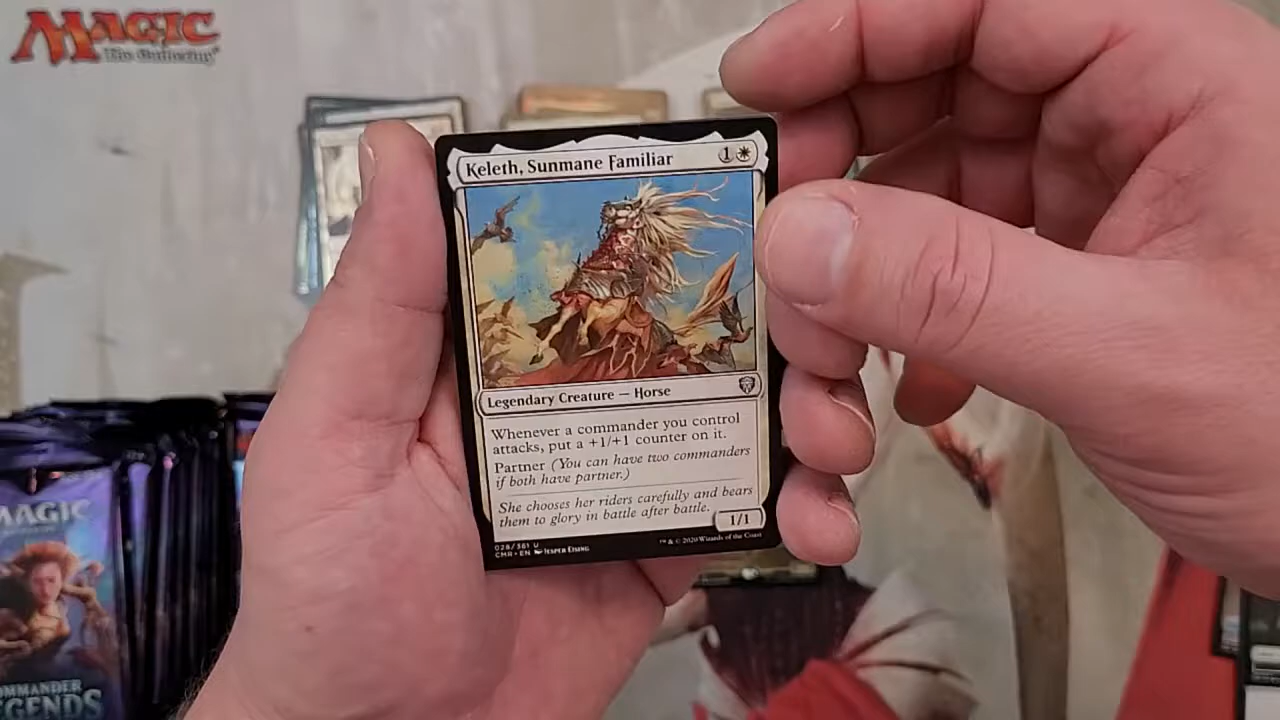 MAGIC
The Gathering
Keleth, Sunmane Familiar
1
Legendary Creature — Horse
Whenever a commander you control
attacks, put a +1/+1 counter on it.
Partner (You can have two commanders
if both have partner.)
She chooses her riders carefully and bears
them to glory in battle after battle.
1/1
028/361 U
CMR • EN Jesper Ejsing
™ & © 2020 Wizards of the Coast
MAGIC
COMMANDER
LEGENDS